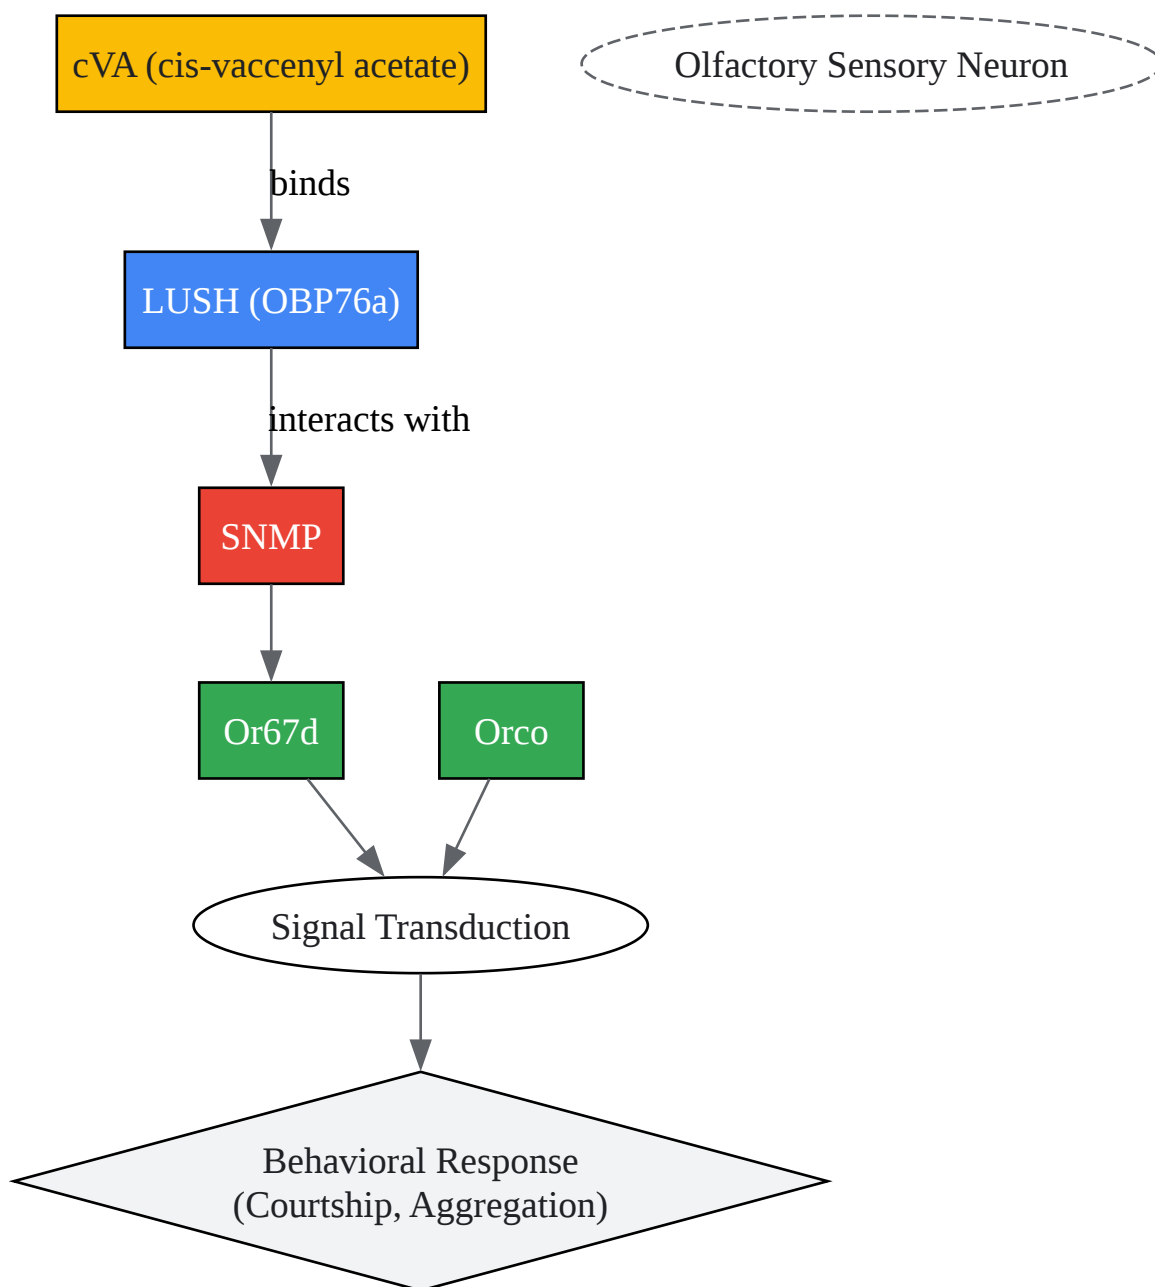 cVA (cis-vaccenyl acetate)
Olfactory Sensory Neuron
binds
LUSH (OBP76a)
interacts with
SNMP
Or67d
Orco
Signal Transduction
Behavioral Response
(Courtship, Aggregation)